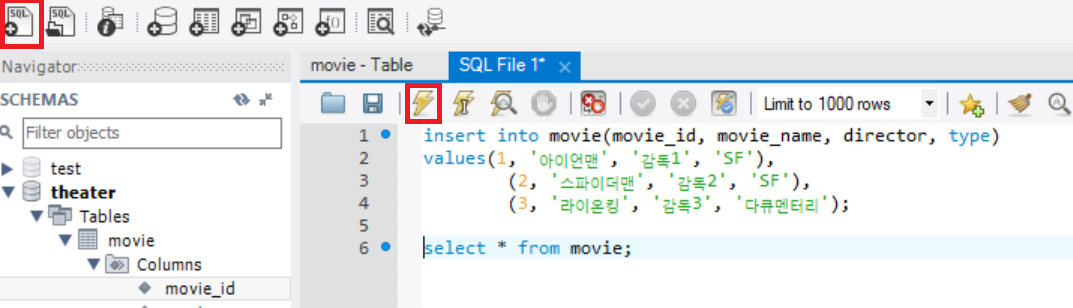 SQL
SQL
Navigator
movie - Table
SQL File 1*
SCHEMAS
Limit to 1000 rows
Filter objects
test
theater
Tables
movie
Columns
movie_id
1 insert into movie(movie_id, movie_name, director, type)
2 values(1, '아이언맨', '감독1', 'SF'),
3 (2, '스파이더맨', '감독2', 'SF'),
4 (3, '라이온킹', '감독3', '다큐멘터리');
5
6 select * from movie;